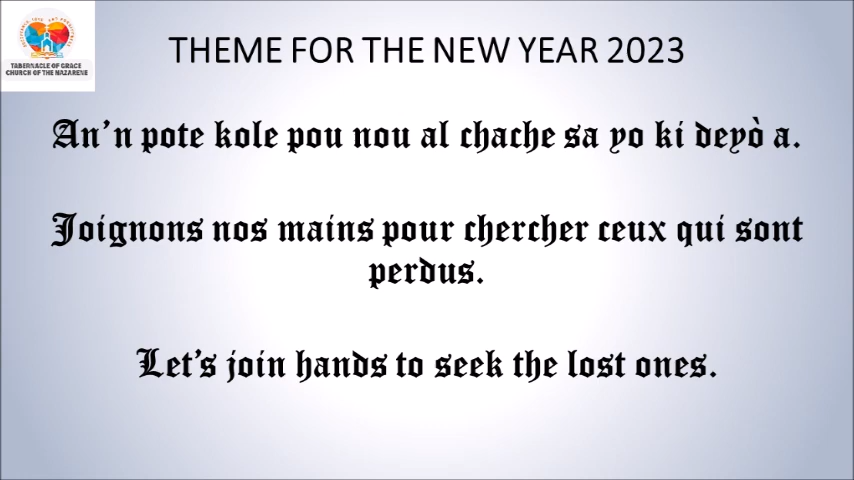 TABERNACLE OF GRACE
CHURCH OF THE NAZARENE
THEME FOR THE NEW YEAR 2023
An'n pote kole pou nou al chache sa yo ki deyò a.
Joignons nos mains pour chercher ceux qui sont
perdus.
Let's join hands to seek the lost ones.